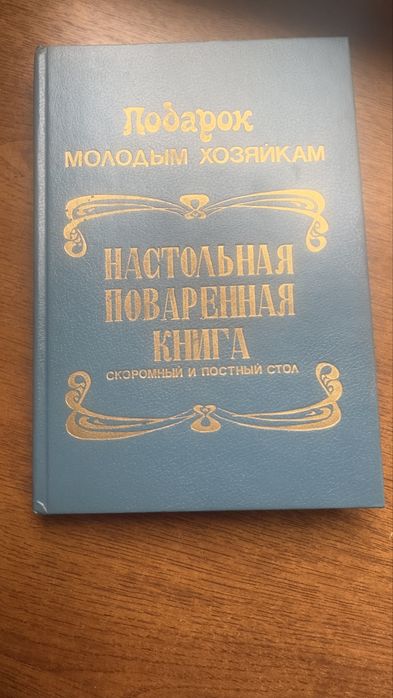 Подарок
МОЛОДЫМ ХОЗЯЙКАМ
НАСТОЛЬНАЯ
ПОВАРЕННАЯ
КНИГА
СКОРОМНЫЙ И ПОСТНЫЙ СТОЛ